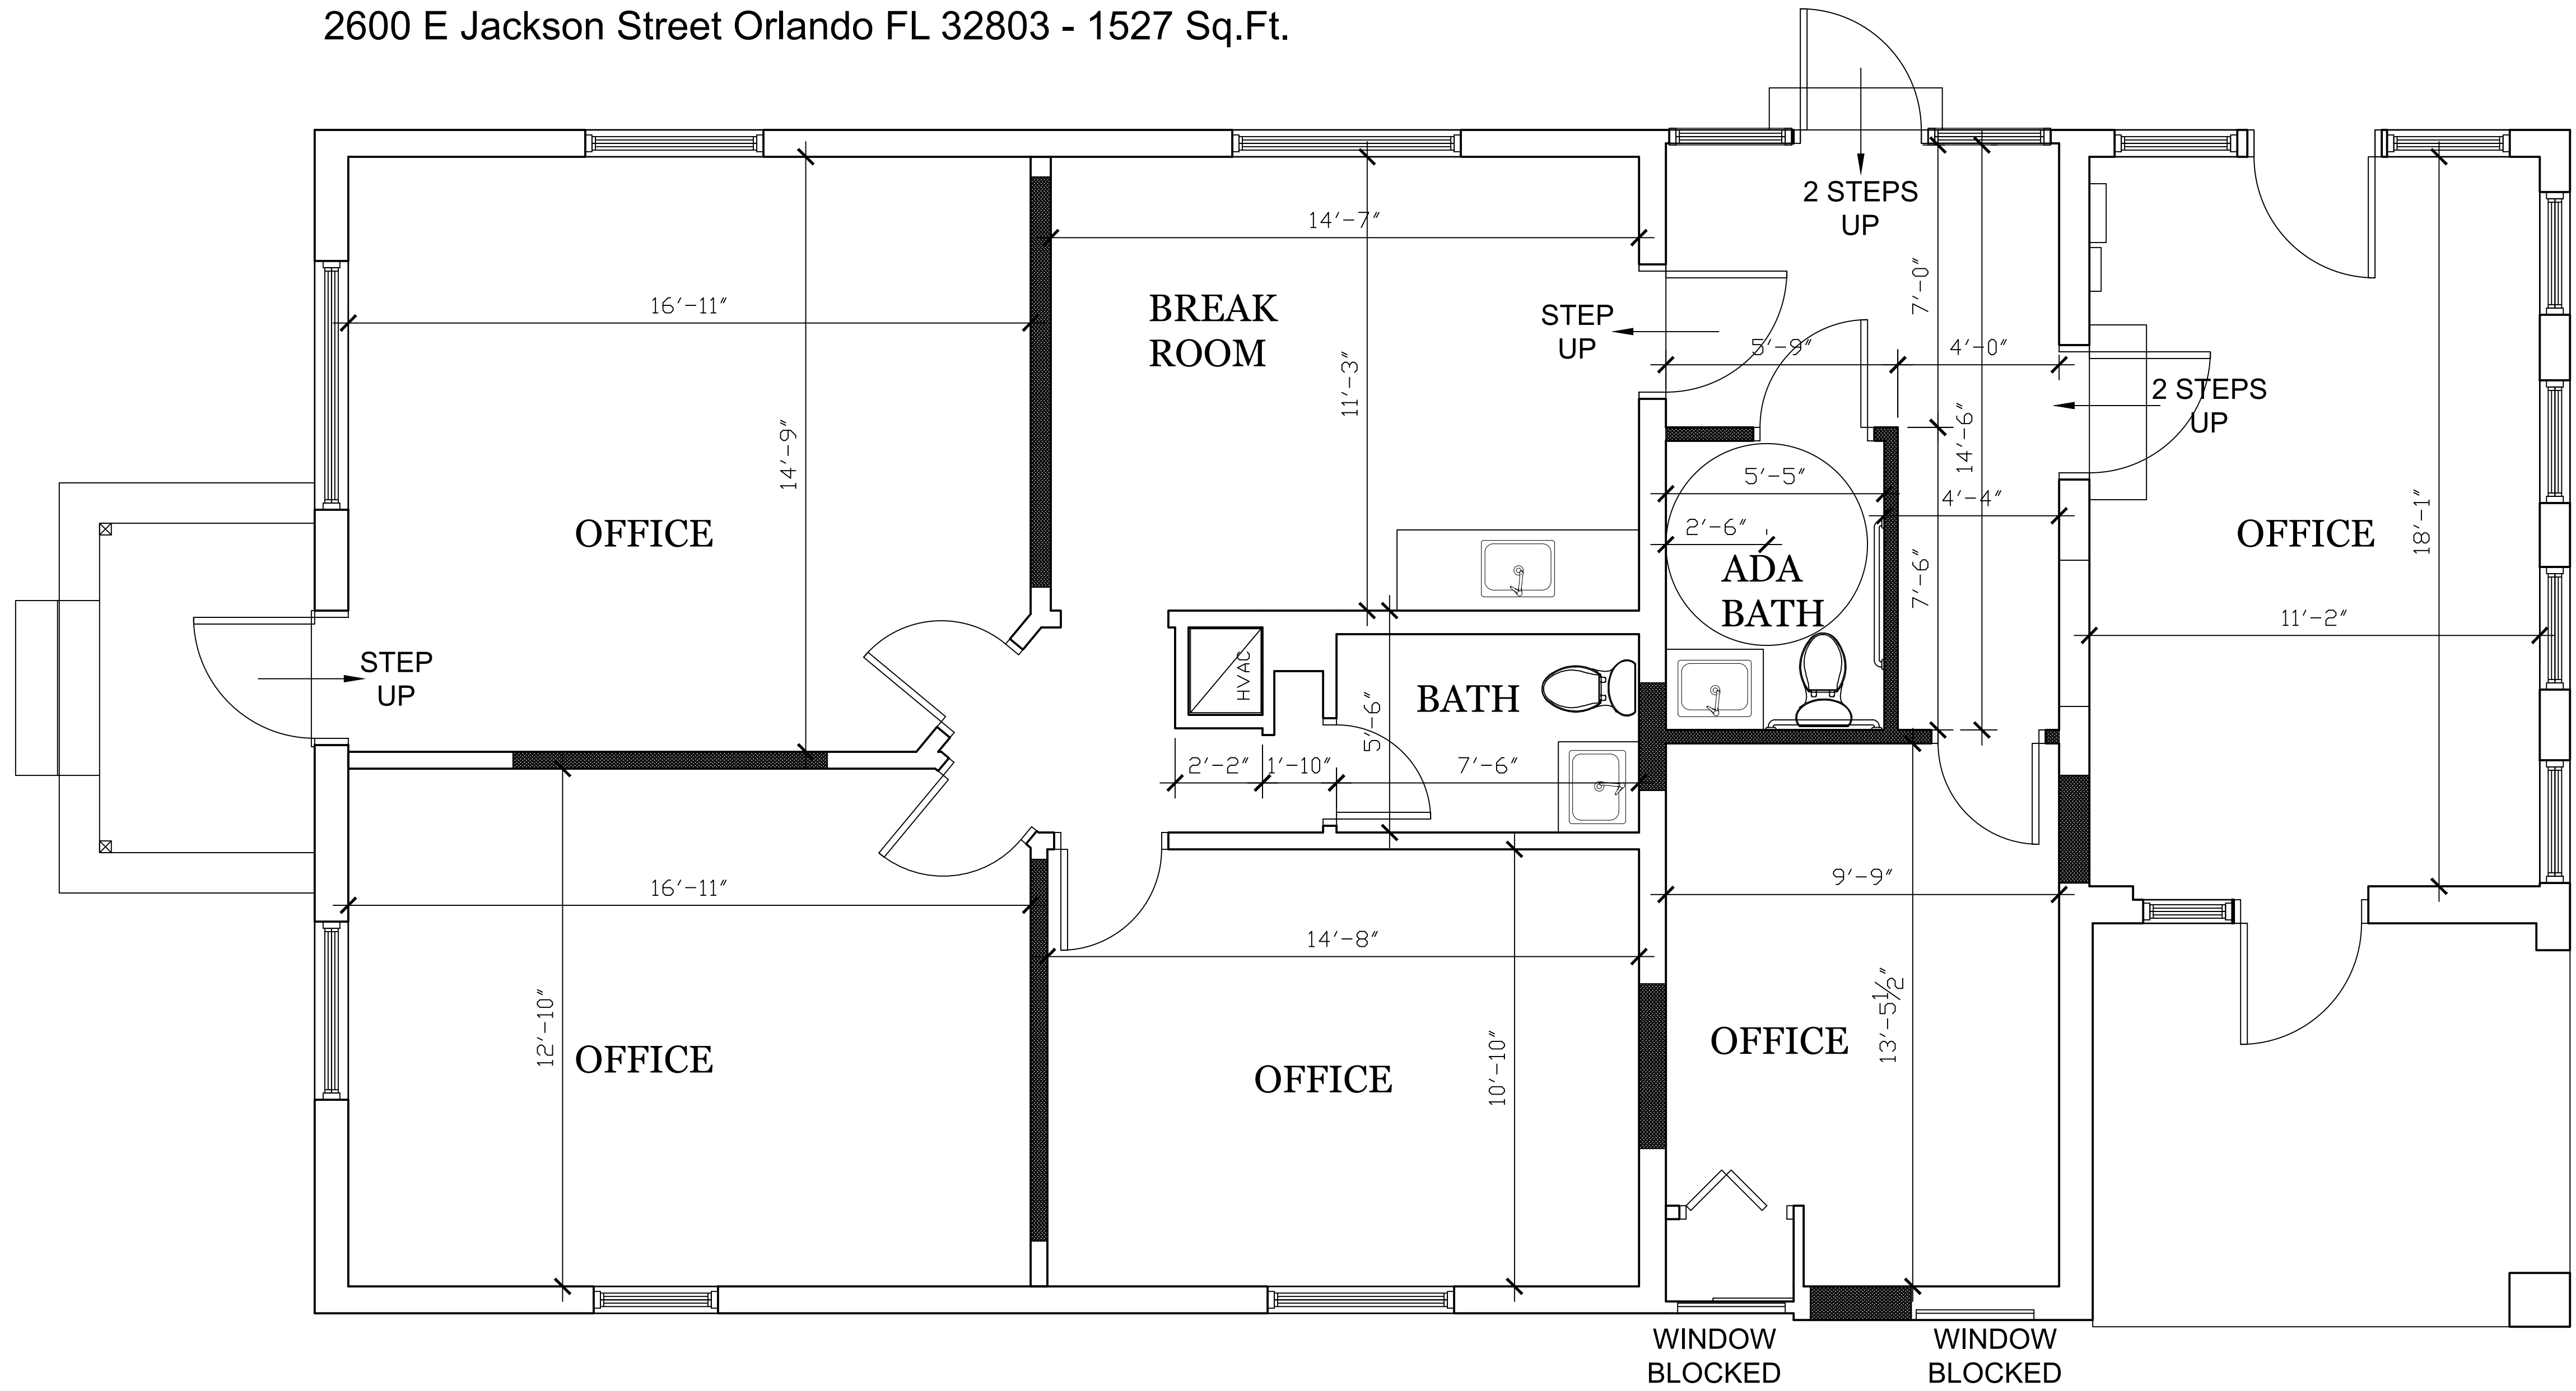 2600 E Jackson Street Orlando FL 32803 - 1527 Sq.Ft.
2 STEPS
UP
14'-7"
16'-11"
BREAK
ROOM
STEP
UP
7'-0"
5'-9"
4'-0"
11'-3"
2 STEPS
UP
14'-9"
14'-6"
5'-5"
4'-4"
18'-1"
OFFICE
2'-6"
OFFICE
ADA
BATH
7'-6"
11'-2"
STEP
UP
HVAC
BATH
5'-6"
2'-2"
1'-10"
7'-6"
16'-11"
9'-9"
14'-8"
12'-10"
OFFICE
10'-10"
OFFICE
13'-5½"
OFFICE
WINDOW
BLOCKED
WINDOW
BLOCKED